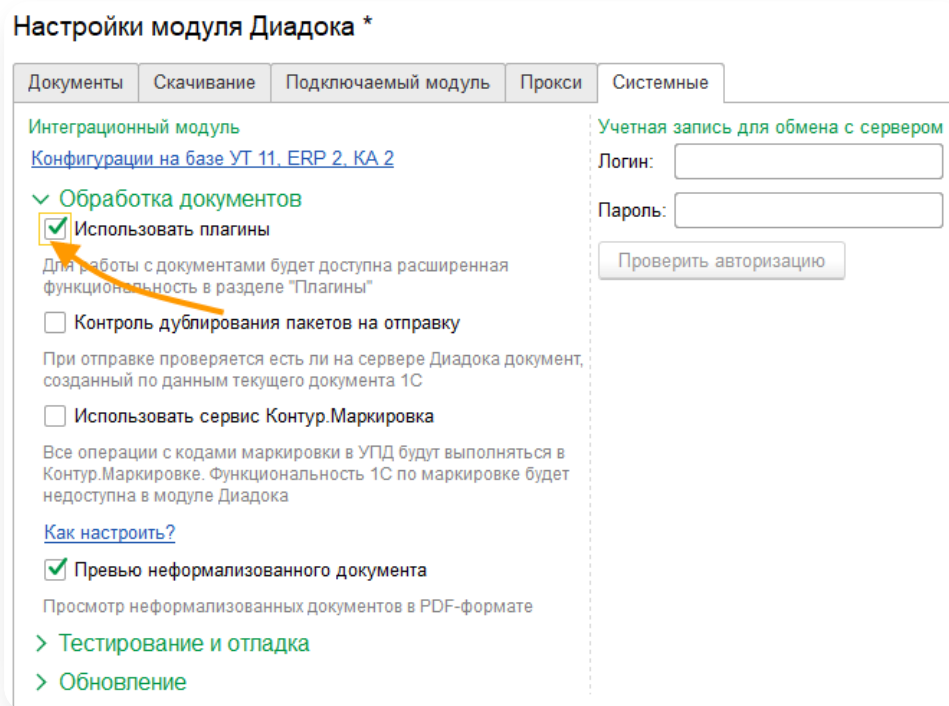 Настройки модуля Диадока *
Документы
Скачивание
Подключаемый модуль
Прокси
Системные
Интеграционный модуль
Конфигурации на базе УТ 11, ERP 2, КА 2
Обработка документов
Использовать плагины
Для работы с документами будет доступна расширенная
функциональность в разделе "Плагины"
Контроль дублирования пакетов на отправку
При отправке проверяется есть ли на сервере Диадока документ,
созданный по данным текущего документа 1С
Использовать сервис Контур.Маркировка
Все операции с кодами маркировки в УПД будут выполняться в
Контур.Маркировке. Функциональность 1С по маркировке будет
недоступна в модуле Диадока
Как настроить?
Превью неформализованного документа
Просмотр неформализованных документов в PDF-формате
Тестирование и отладка
Обновление
Учетная запись для обмена с сервером
Логин:
Пароль:
Проверить авторизацию